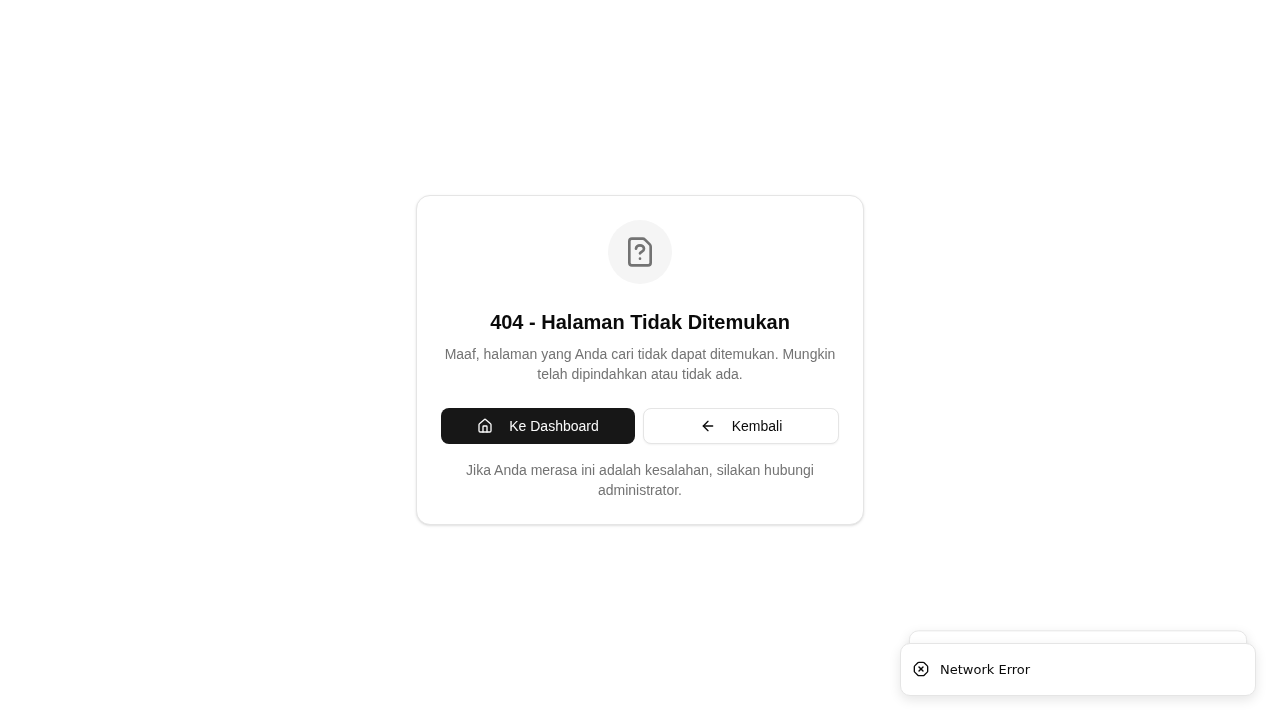 404 - Halaman Tidak Ditemukan
Maaf, halaman yang Anda cari tidak dapat ditemukan. Mungkin
telah dipindahkan atau tidak ada.
Ke Dashboard
Kembali
Jika Anda merasa ini adalah kesalahan, silakan hubungi
administrator.
Network Error